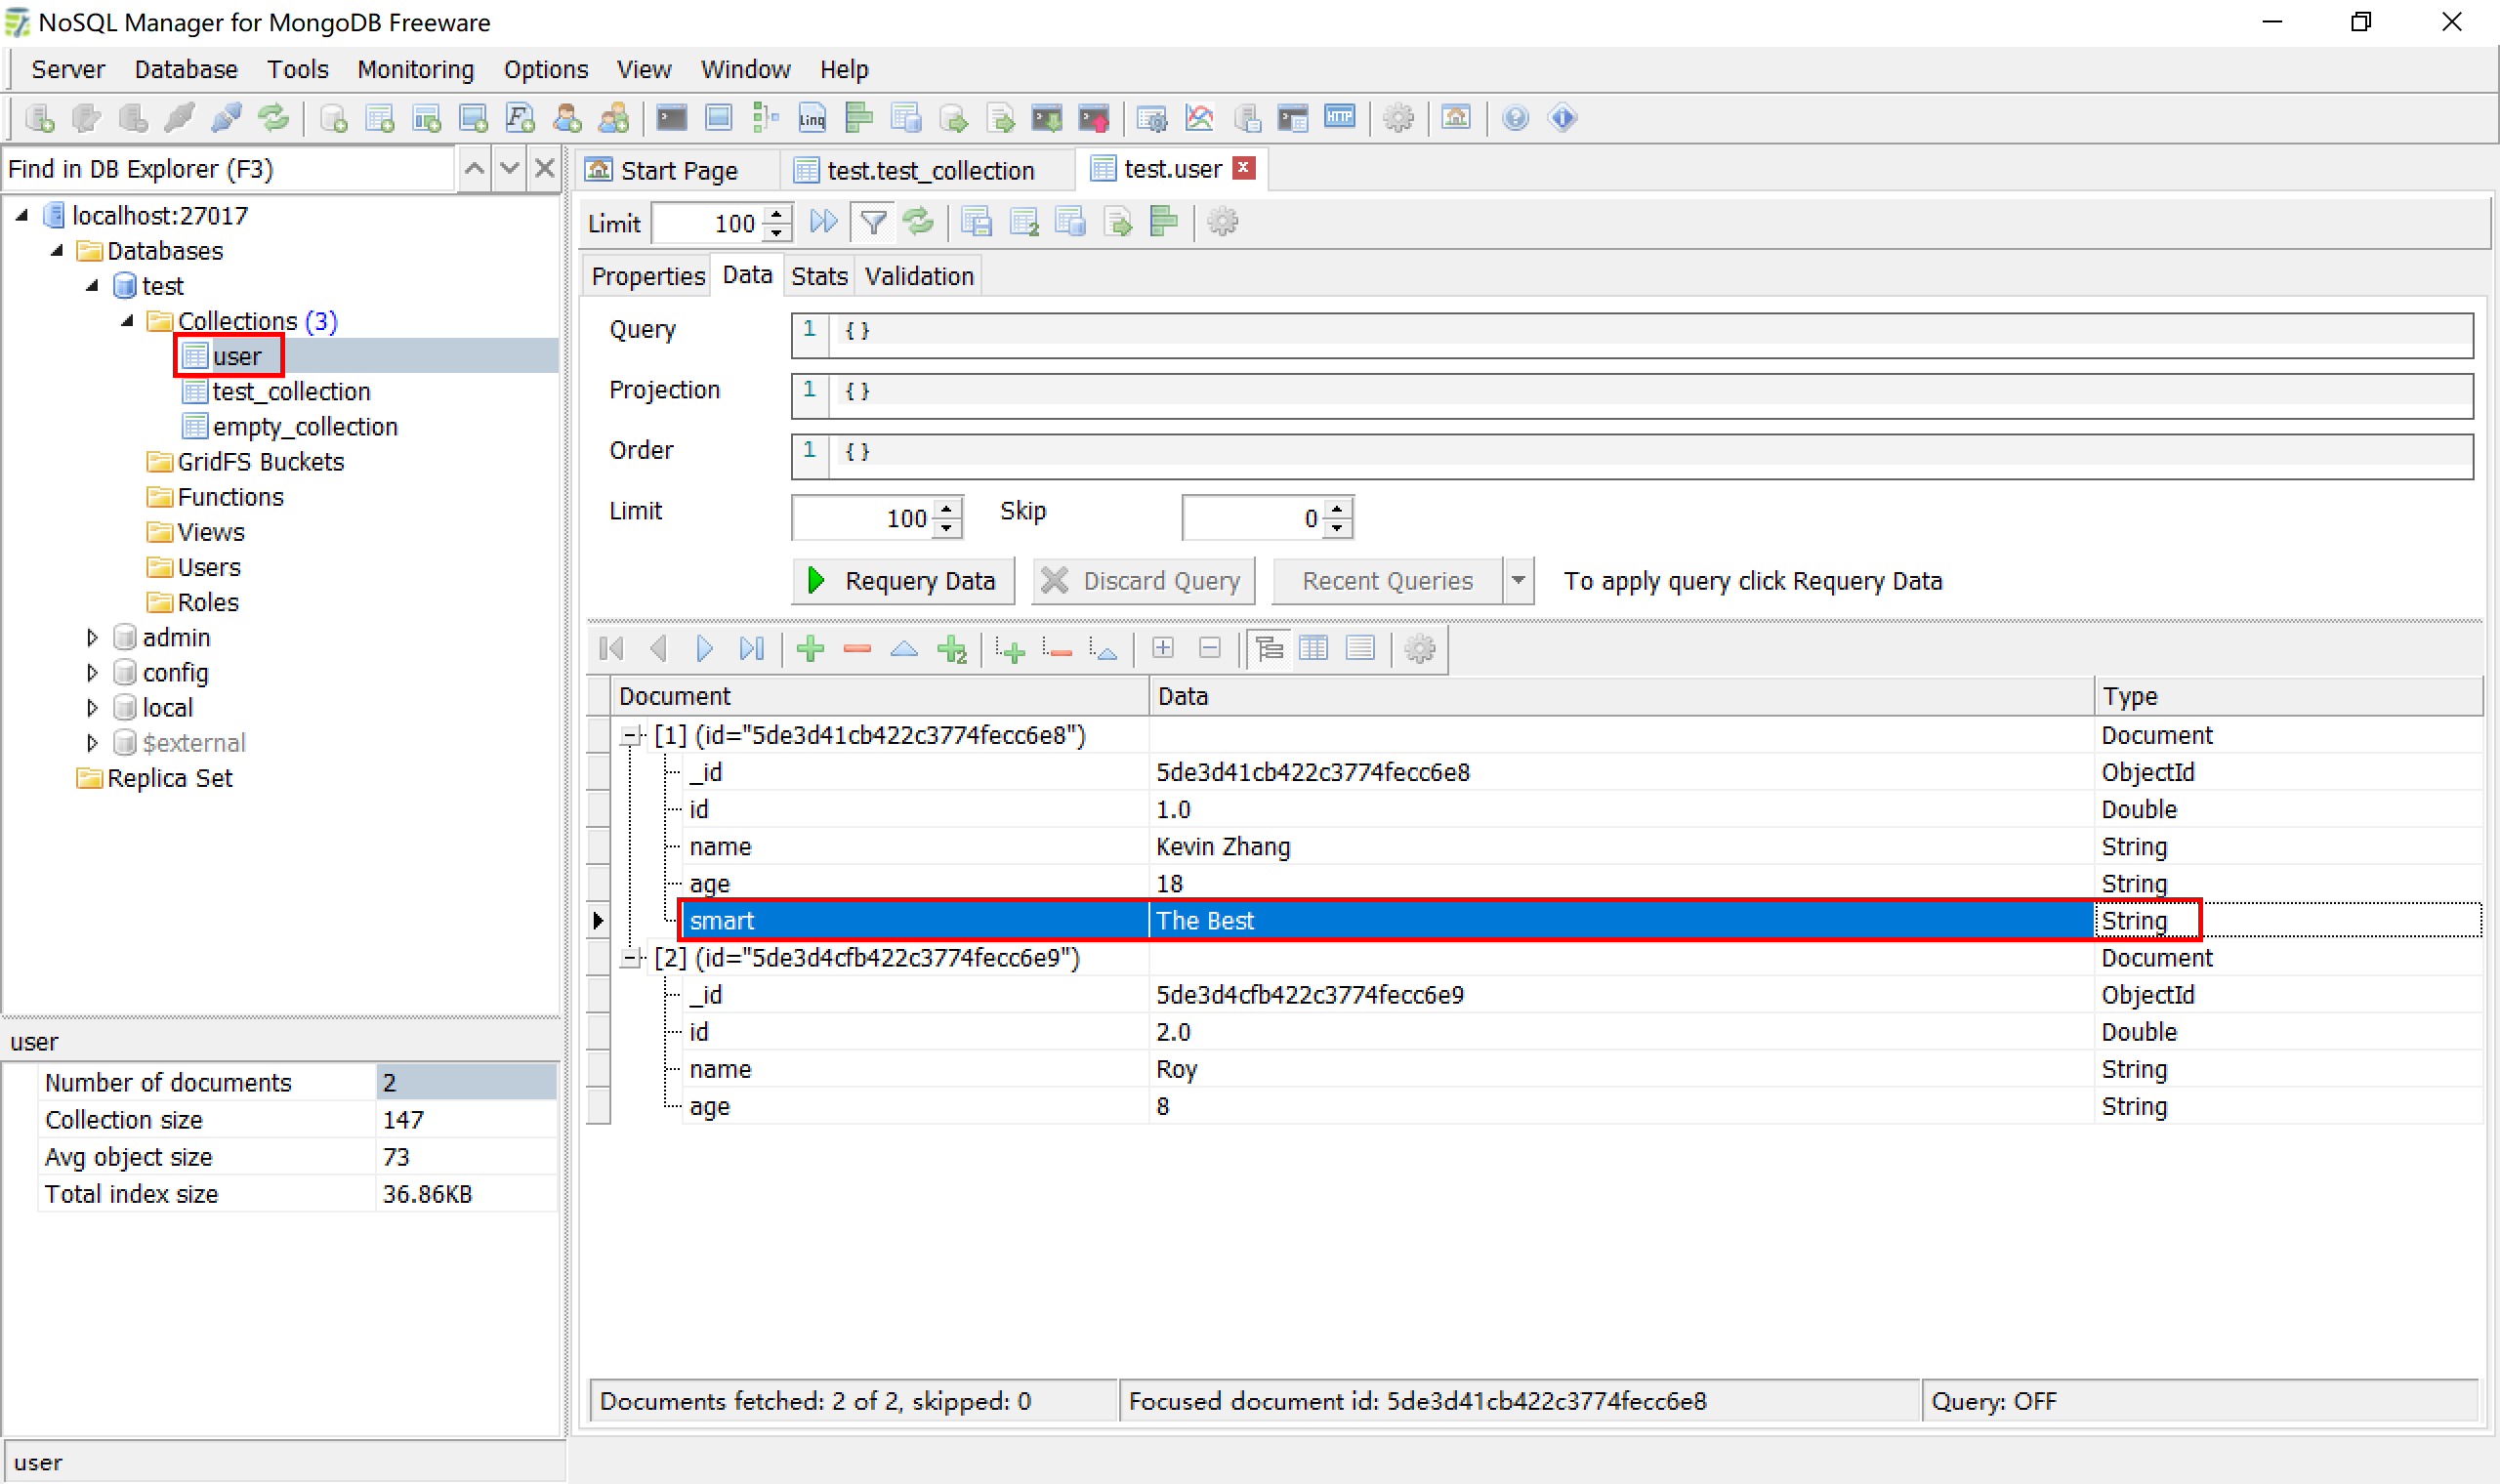 NoSQL Manager for MongoDB Freeware
Server Database Tools Monitoring Options View Window Help
Linq HTTP
Find in DB Explorer (F3)
Start Page test.test_collection test.user
localhost:27017
Databases
test
Collections (3)
user
test_collection
empty_collection
GridFS Buckets
Functions
Views
Users
Roles
admin
config
local
$external
Replica Set
Limit 100
Properties Data Stats Validation
Query 1 {}
Projection 1 {}
Order 1 {}
Limit 100 Skip 0
Requery Data Discard Query Recent Queries To apply query click Requery Data
Document Data Type
[1] (id="5de3d41cb422c3774fecc6e8") Document
_id 5de3d41cb422c3774fecc6e8 ObjectId
id 1.0 Double
name Kevin Zhang String
age 18 String
smart The Best String
[2] (id="5de3d4cfb422c3774fecc6e9") Document
_id 5de3d4cfb422c3774fecc6e9 ObjectId
id 2.0 Double
name Roy String
age 8 String
user
Number of documents 2
Collection size 147
Avg object size 73
Total index size 36.86KB
Documents fetched: 2 of 2, skipped: 0 Focused document id: 5de3d41cb422c3774fecc6e8 Query: OFF
user